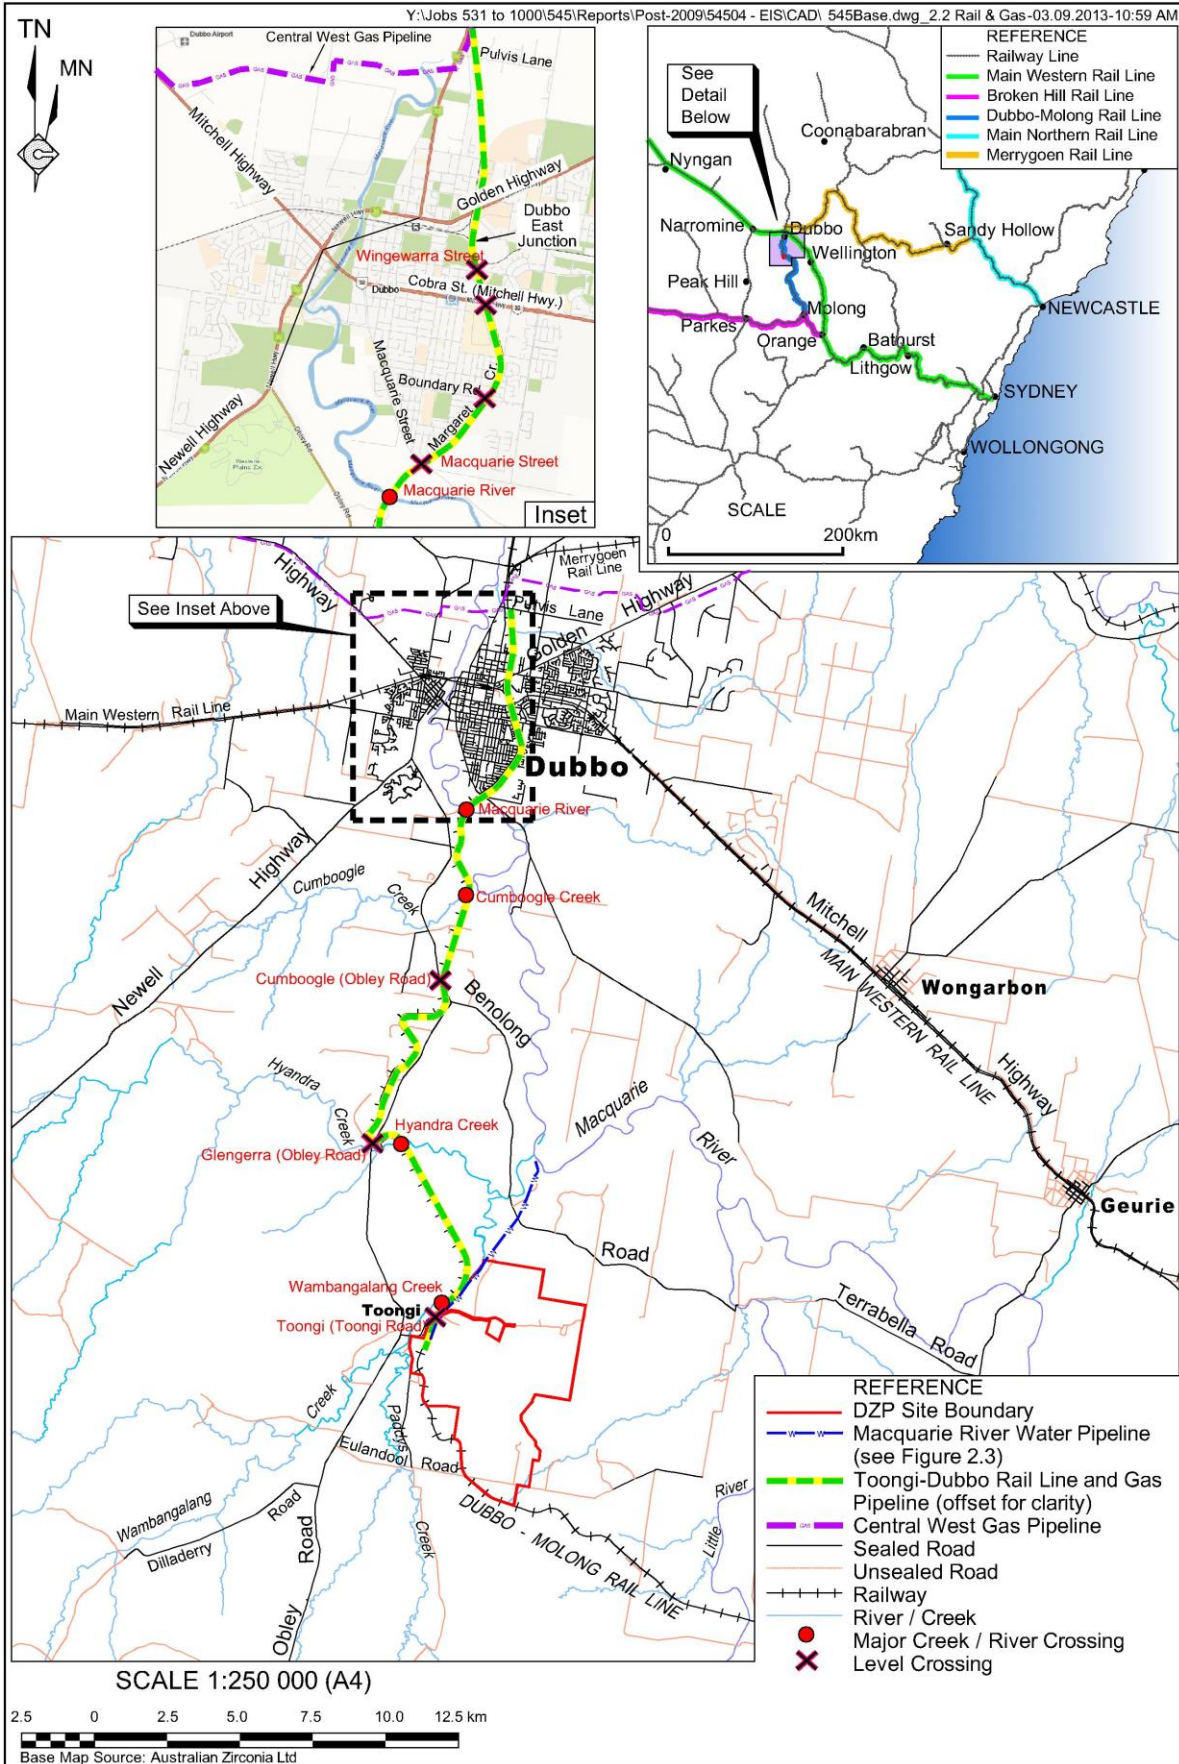 Y:\Jobs 531 to 1000\545\Reports\Post-2009\54504 - EIS\CAD\ 545Base.dwg_2.2 Rail & Gas-03.09.2013-10:59 AM
TN
MN
Dubbo Airport
Central West Gas Pipeline
Pulvis Lane
GAS
GAS
GAS
Mitchell Highway
Golden Highway
Dubbo
East
Junction
Wingewarra Street
Dubbo
Cobra St. (Mitchell Hwy.)
Macquarie Street
Boundary R
Margaret
Cr.
Newell Highway
Obley Rd
Macquarie Street
Macquarie River
Inset
See
Detail
Below
REFERENCE
Railway Line
Main Western Rail Line
Broken Hill Rail Line
Dubbo-Molong Rail Line
Main Northern Rail Line
Merrygoen Rail Line
Coonabarabran
Nyngan
Narromine
Dubbo
Sandy Hollow
Wellington
Peak Hill
Molong
NEWCASTLE
Parkes
Orange
Bathurst
Lithgow
SYDNEY
WOLLONGONG
SCALE
0 200km
See Inset Above
Highway
Merrygoen
Rail Line
Pulvis Lane
Golden Highway
Main Western Rail Line
Dubbo
Macquarie River
Newell Highway
Cumboogle Creek
Cumboogle Creek
Mitchell Highway
MAIN WESTERN RAIL LINE
Wongarbon
Cumboogle (Obley Road)
Benolong Road
Hyandra Creek
Hyandra Creek
Macquarie River
Glengerra (Obley Road)
Geurie
Wambangalang Creek
Toongi
Toongi (Toongi Road)
Terrabella Road
Paddys Creek
Eulandool Road
Wambangalang Creek
Dilladerry Road
Obley Road
DUBBO - MOLONG RAIL LINE
Little River
REFERENCE
DZP Site Boundary
Macquarie River Water Pipeline
(see Figure 2.3)
Toongi-Dubbo Rail Line and Gas
Pipeline (offset for clarity)
Central West Gas Pipeline
Sealed Road
Unsealed Road
Railway
River / Creek
Major Creek / River Crossing
Level Crossing
SCALE 1:250 000 (A4)
2.5 0 2.5 5.0 7.5 10.0 12.5 km
Base Map Source: Australian Zirconia Ltd